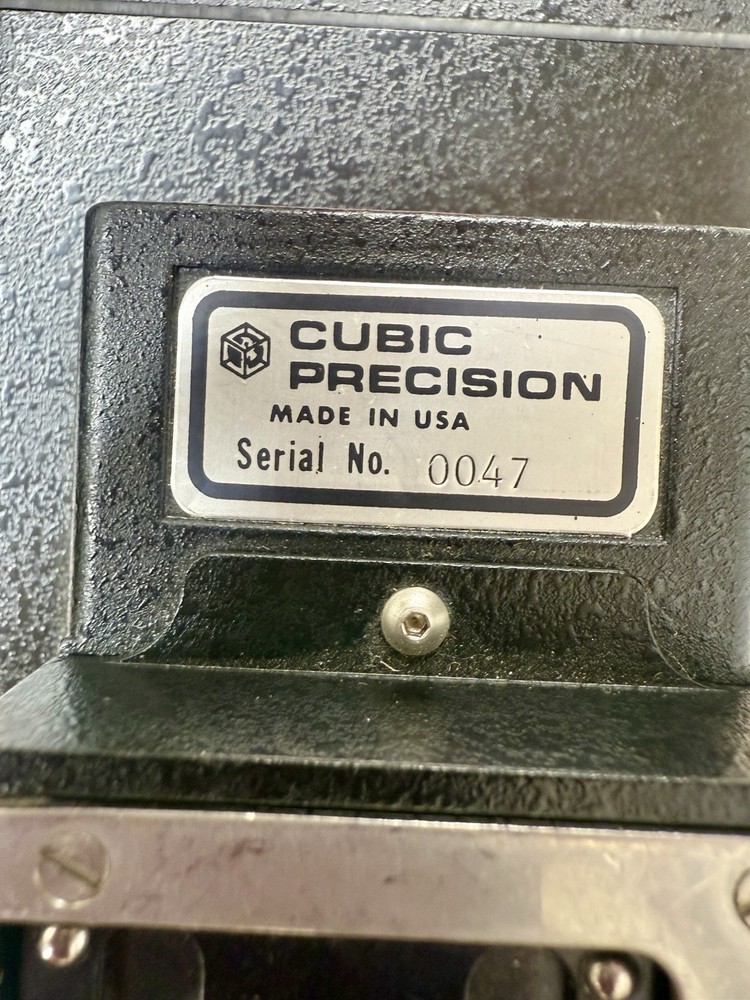 CUBIC
PRECISION
MADE IN USA
Serial No. 0047